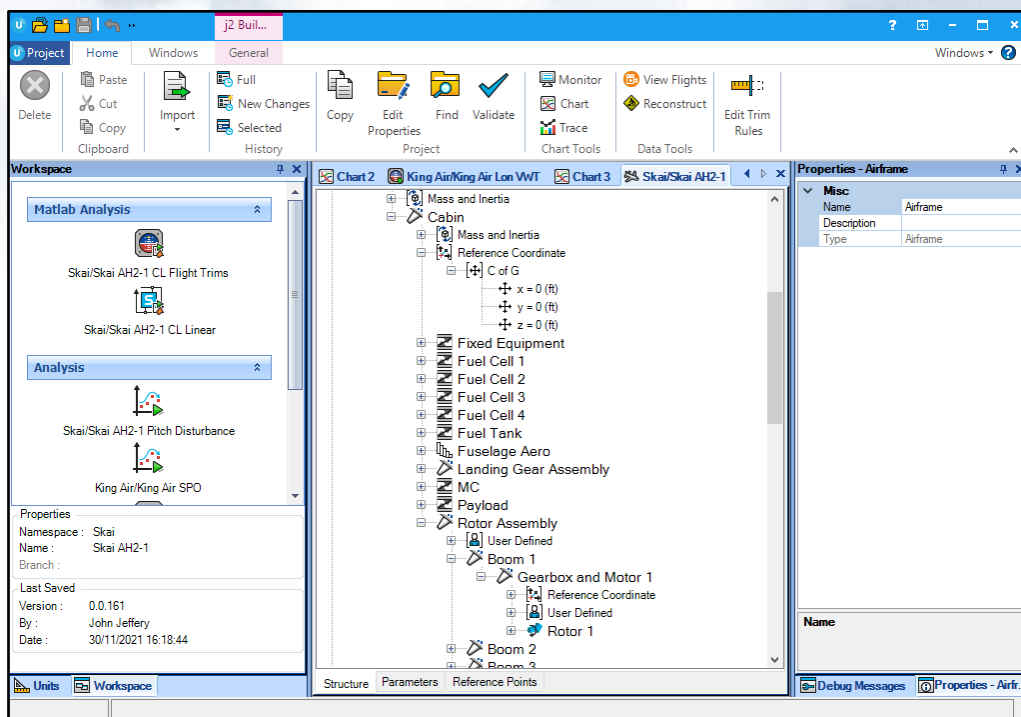 j2 Buil...
Project Home Windows General Windows
Delete
Paste
Cut
Copy
Clipboard
Import
Full
New Changes
Selected
History
Copy
Edit Properties
Find
Validate
Project
Monitor
Chart
Trace
Chart Tools
View Flights
Reconstruct
Data Tools
Edit Trim Rules
Workspace
Matlab Analysis
Skai/Skai AH2-1 CL Flight Trims
Skai/Skai AH2-1 CL Linear
Analysis
Skai/Skai AH2-1 Pitch Disturbance
King Air/King Air SPO
Properties
Namespace : Skai
Name : Skai AH2-1
Branch :
Last Saved
Version : 0.0.161
By : John Jeffery
Date : 30/11/2021 16:18:44
Units Workspace
Chart 2 King Air/King Air Lon VWT Chart 3 Skai/Skai AH2-1
Mass and Inertia
Cabin
Mass and Inertia
Reference Coordinate
C of G
x = 0 (ft)
y = 0 (ft)
z = 0 (ft)
Fixed Equipment
Fuel Cell 1
Fuel Cell 2
Fuel Cell 3
Fuel Cell 4
Fuel Tank
Fuselage Aero
Landing Gear Assembly
MC
Payload
Rotor Assembly
User Defined
Boom 1
Gearbox and Motor 1
Reference Coordinate
User Defined
Rotor 1
Boom 2
Boom 3
Structure Parameters Reference Points
Properties - Airframe
Misc
Name Airframe
Description
Type Airframe
Name
Debug Messages Properties - Airfr...